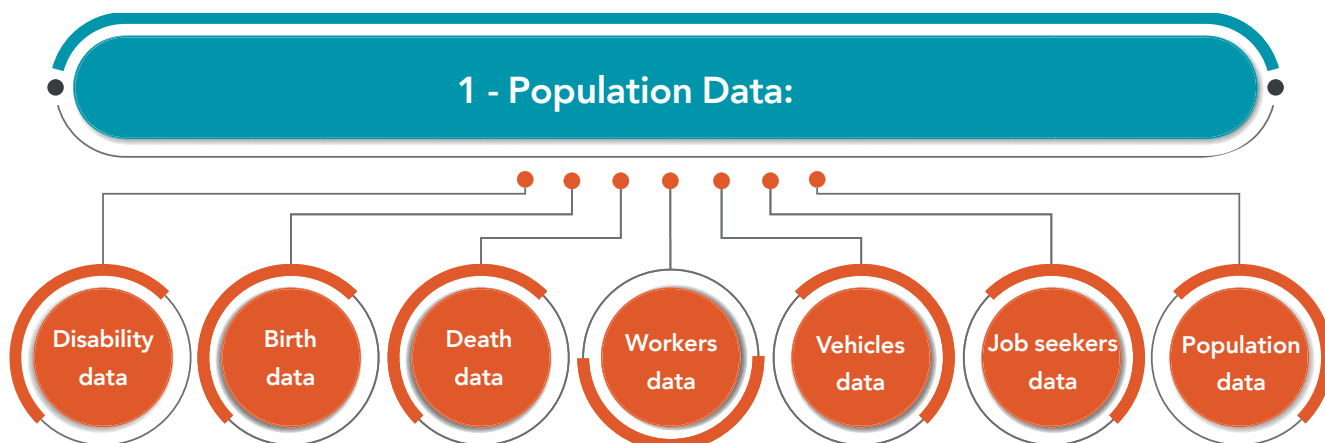 1 - Population Data:
Disability
data
Birth
data
Death
data
Workers
data
Vehicles
data
Job seekers
data
Population
data